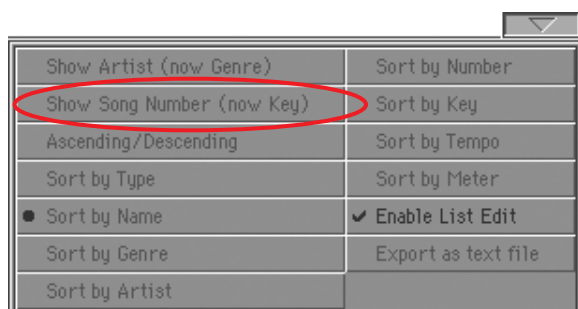 Show Artist (now Genre)
Show Song Number (now Key)
Ascending/Descending
Sort by Type
Sort by Name
Sort by Genre
Sort by Artist
Sort by Number
Sort by Key
Sort by Tempo
Sort by Meter
Enable List Edit
Export as text file